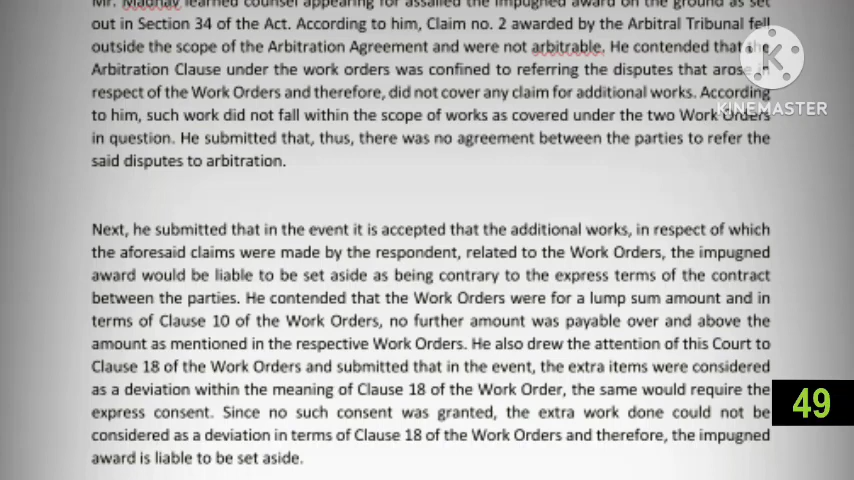 Mr. Madhav learned counsel appearing for assailed the impugned award on the ground as set
out in Section 34 of the Act. According to him, Claim no. 2 awarded by the Arbitral Tribunal fell
outside the scope of the Arbitration Agreement and were not arbitrable. He contended that the
Arbitration Clause under the work orders was confined to referring the disputes that arose in
respect of the Work Orders and therefore, did not cover any claim for additional works. According
to him, such work did not fall within the scope of works as covered under the two Work Orders
in question. He submitted that, thus, there was no agreement between the parties to refer the
said disputes to arbitration.
KINEMASTER
Next, he submitted that in the event it is accepted that the additional works, in respect of which
the aforesaid claims were made by the respondent, related to the Work Orders, the impugned
award would be liable to be set aside as being contrary to the express terms of the contract
between the parties. He contended that the Work Orders were for a lump sum amount and in
terms of Clause 10 of the Work Orders, no further amount was payable over and above the
amount as mentioned in the respective Work Orders. He also drew the attention of this Court to
Clause 18 of the Work Orders and submitted that in the event, the extra items were considered
as a deviation within the meaning of Clause 18 of the Work Order, the same would require the
express consent. Since no such consent was granted, the extra work done could not be
considered as a deviation in terms of Clause 18 of the Work Orders and therefore, the impugned
award is liable to be set aside.
49